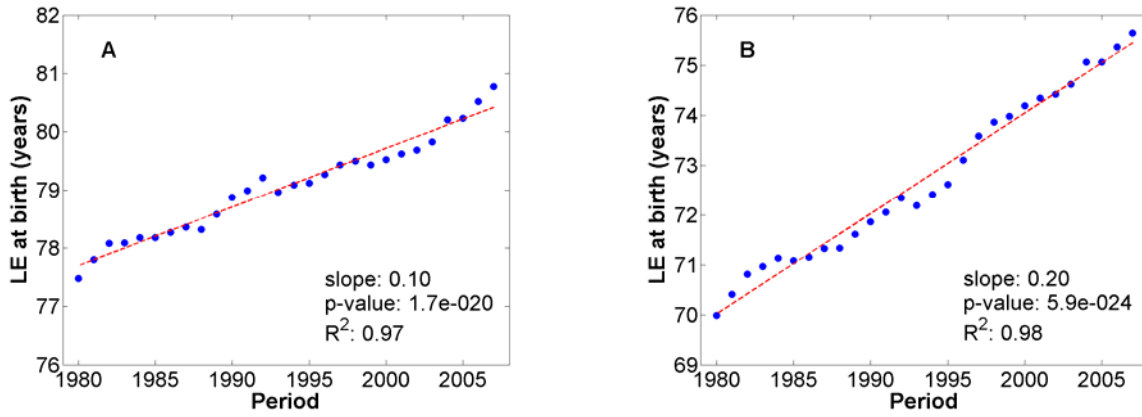 A
LE at birth (years)
82
81
80
79
78
77
76
slope: 0.10
p-value: 1.7e-020
R²: 0.97
1980 1985 1990 1995 2000 2005
Period
B
LE at birth (years)
76
75
74
73
72
71
70
69
slope: 0.20
p-value: 5.9e-024
R²: 0.98
1980 1985 1990 1995 2000 2005
Period